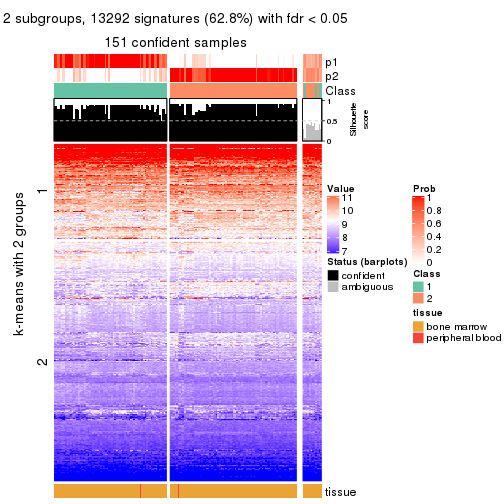 2 subgroups, 13292 signatures (62.8%) with fdr < 0.05
151 confident samples
p1
p2
Class
1
0.5
0
Silhouette
score
k-means with 2 groups
1
2
Value
11
10
9
8
7
Status (barplots)
confident
ambiguous
Prob
1
0.8
0.6
0.4
0.2
0
Class
1
2
tissue
bone marrow
peripheral blood
tissue